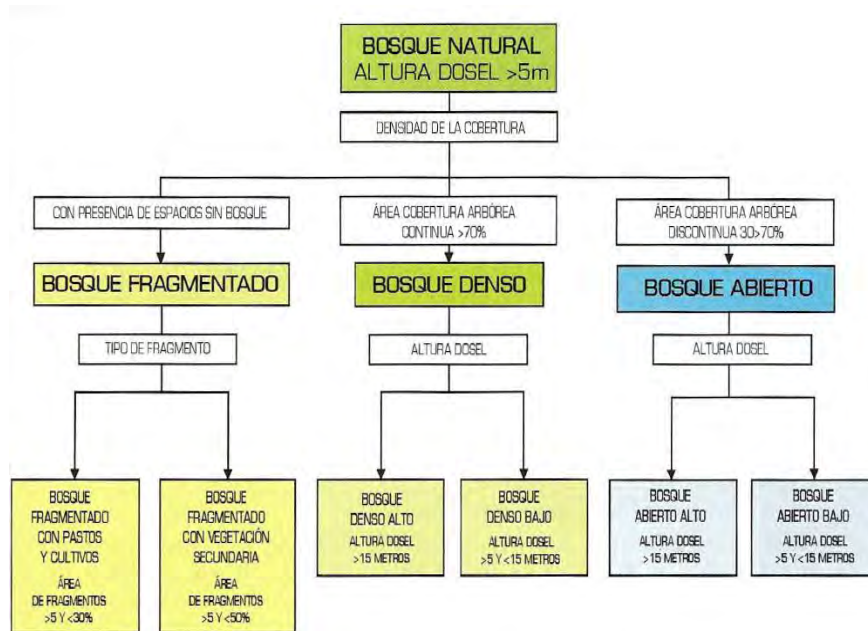 BOSQUE NATURAL
ALTURA DOSEL >5m
DENSIDAD DE LA COBERTURA
CON PRESENCIA DE ESPACIOS SIN BOSQUE
ÁREA COBERTURA ARBÓREA
CONTINUA >70%
ÁREA COBERTURA ARBÓREA
DISCONTINUA 30>70%
BOSQUE FRAGMENTADO
BOSQUE DENSO
BOSQUE ABIERTO
TIPO DE FRAGMENTO
ALTURA DOSEL
ALTURA DOSEL
BOSQUE
FRAGMENTADO
CON PASTOS
Y CULTIVOS
ÁREA
DE FRAGMENTOS
>5 Y <30%
BOSQUE
FRAGMENTADO
CON VEGETACIÓN
SECUNDARIA
ÁREA
DE FRAGMENTOS
>5 Y <50%
BOSQUE
DENSO ALTO
ALTURA DOSEL
>15 METROS
BOSQUE
DENSO BAJO
ALTURA DOSEL
>5 Y <15 METROS
BOSQUE
ABIERTO ALTO
ALTURA DOSEL
>15 METROS
BOSQUE
ABIERTO BAJO
ALTURA DOSEL
>5 Y <15 METROS